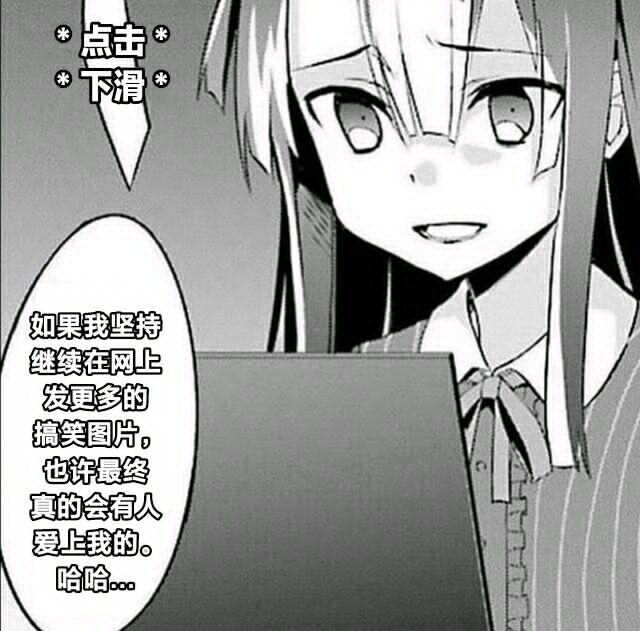 *点击*
*下滑*
如果我坚持
继续在网上
发更多的
搞笑图片，
也许最终
真的会有人
爱上我的。
哈哈...